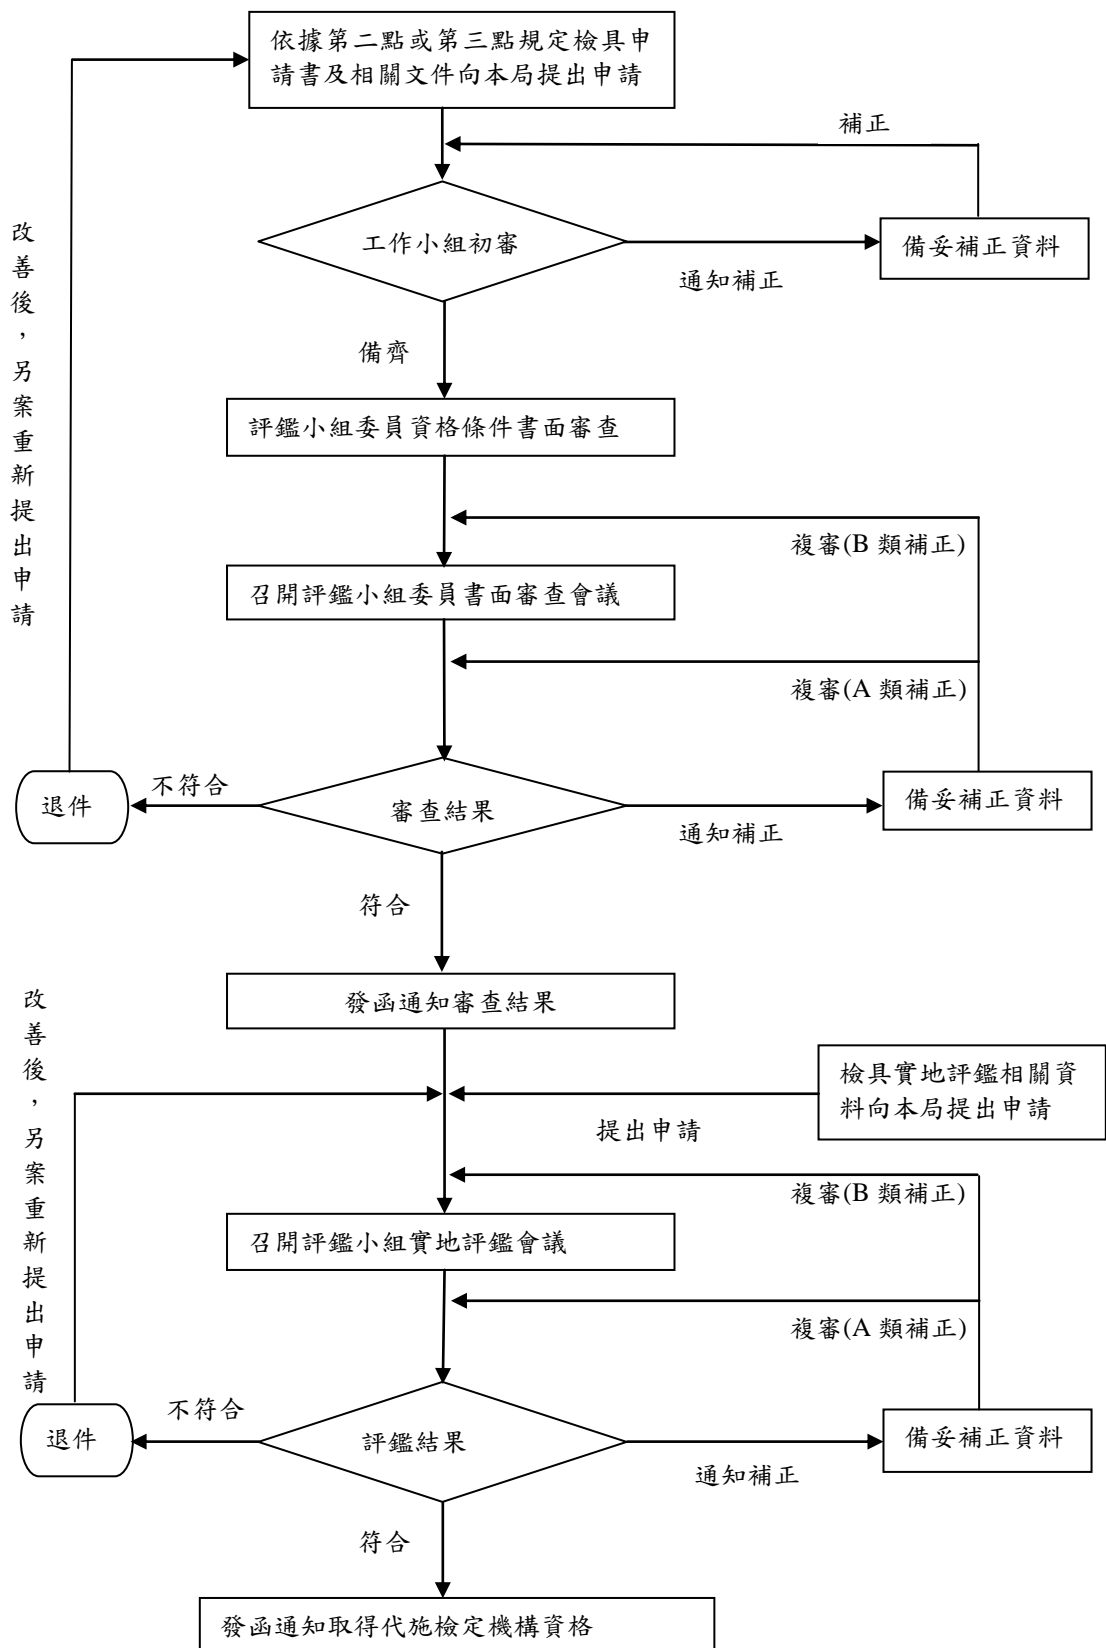 依據第二點或第三點規定檢具申
請書及相關文件向本局提出申請
補正
工作小組初審
備妥補正資料
通知補正
改善後，另案重新提出申請
備齊
評鑑小組委員資格條件書面審查
複審(B 類補正)
召開評鑑小組委員書面審查會議
複審(A 類補正)
不符合
退件
審查結果
備妥補正資料
通知補正
符合
發函通知審查結果
改善後，另案重新提出申請
檢具實地評鑑相關資
料向本局提出申請
提出申請
複審(B 類補正)
召開評鑑小組實地評鑑會議
複審(A 類補正)
不符合
退件
評鑑結果
備妥補正資料
通知補正
符合
發函通知取得代施檢定機構資格